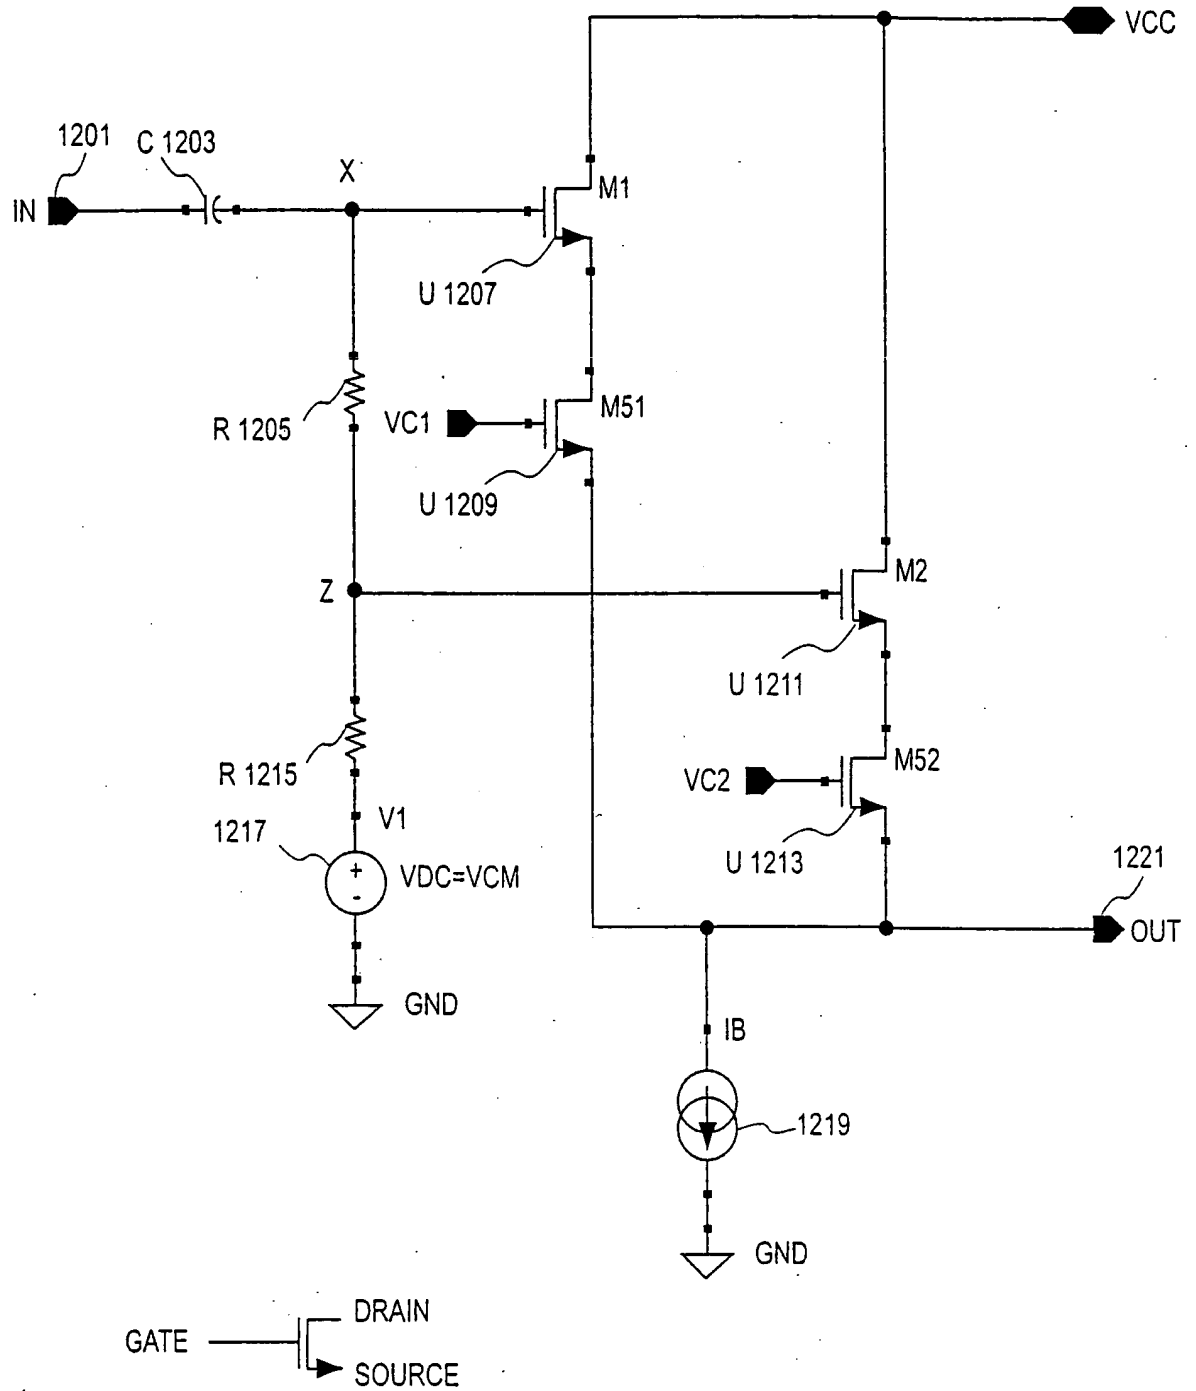 VCC
1201
C 1203
X
M1
IN
U 1207
R 1205
VC1
M51
U 1209
Z
M2
U 1211
R 1215
VC2
M52
1217
V1
VDC=VCM
+
-
U 1213
1221
OUT
GND
IB
1219
GND
DRAIN
GATE
SOURCE